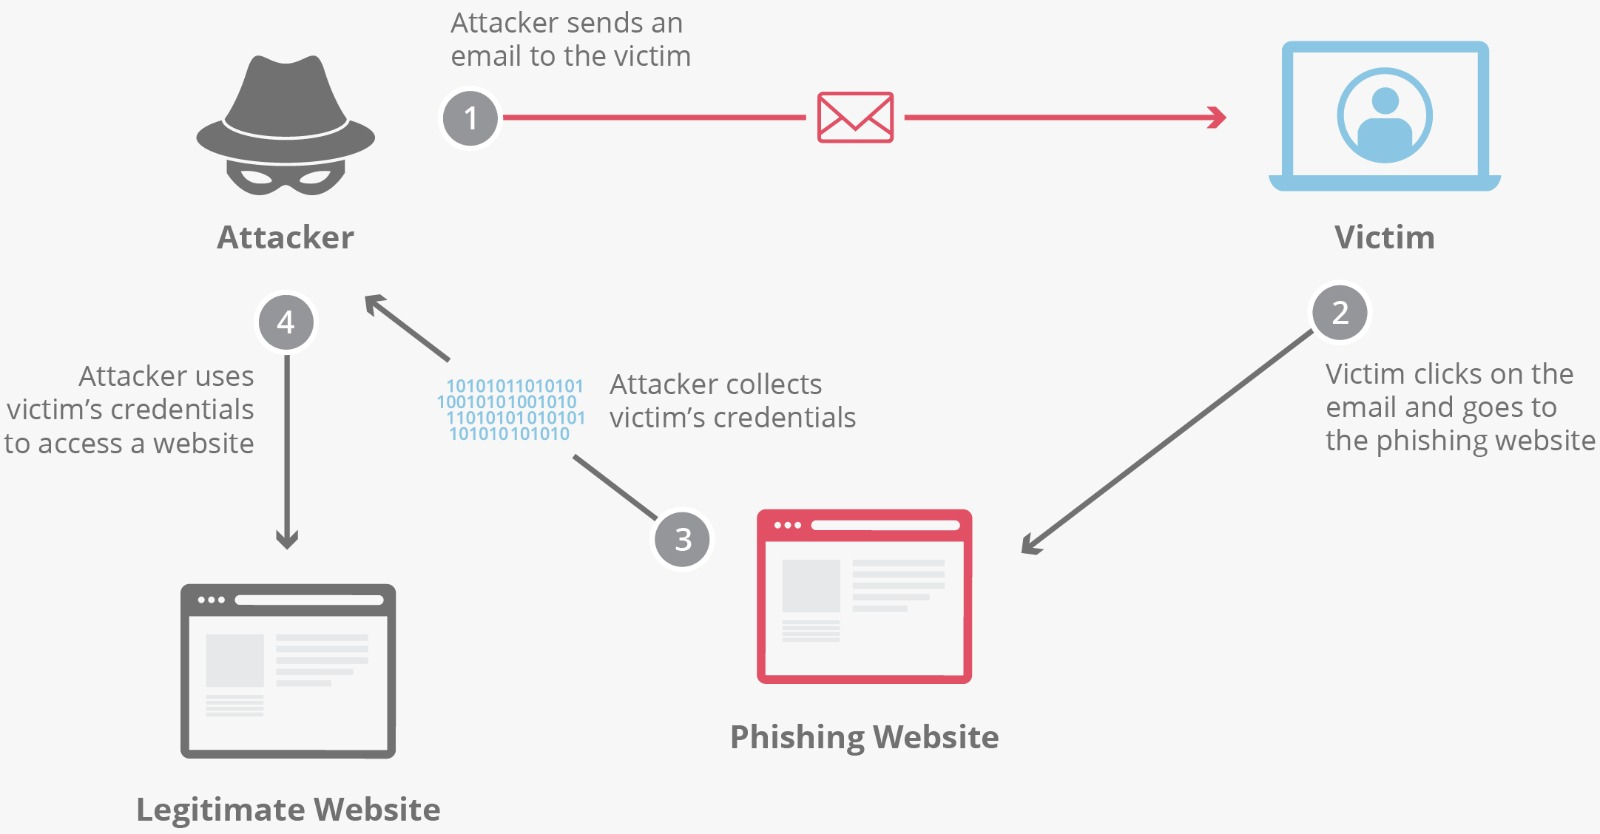 Attacker sends an
email to the victim
1
Attacker
Victim
4
2
Attacker uses
victim’s credentials
to access a website
10101011010101
10010101001010
11010101010101
101010101010
Attacker collects
victim’s credentials
Victim clicks on the
email and goes to
the phishing website
3
Phishing Website
Legitimate Website